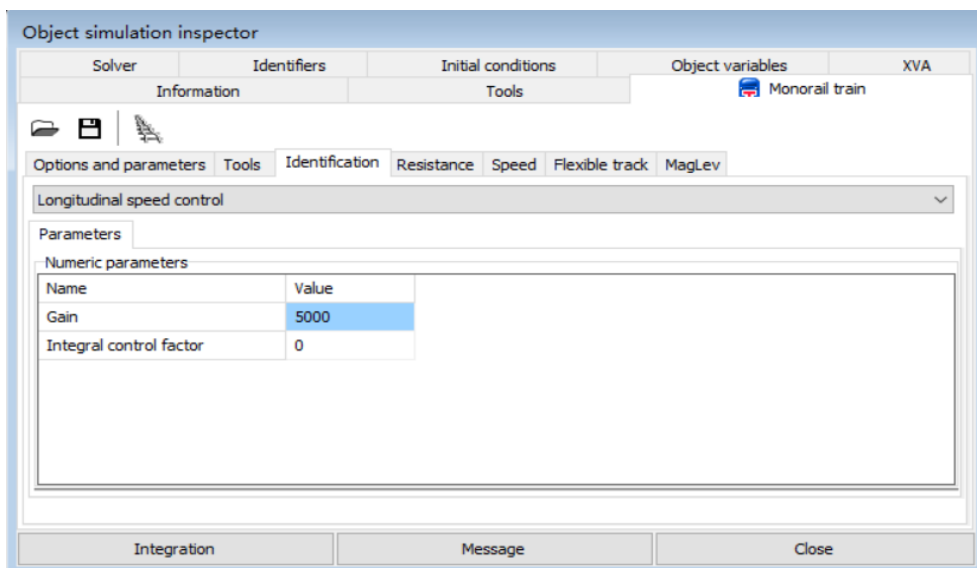 Object simulation inspector
Solver Identifiers Initial conditions Object variables XVA
Information Tools Monorail train
Options and parameters Tools Identification Resistance Speed Flexible track MagLev
Longitudinal speed control
Parameters
Numeric parameters
Name Value
Gain 5000
Integral control factor 0
Integration Message Close